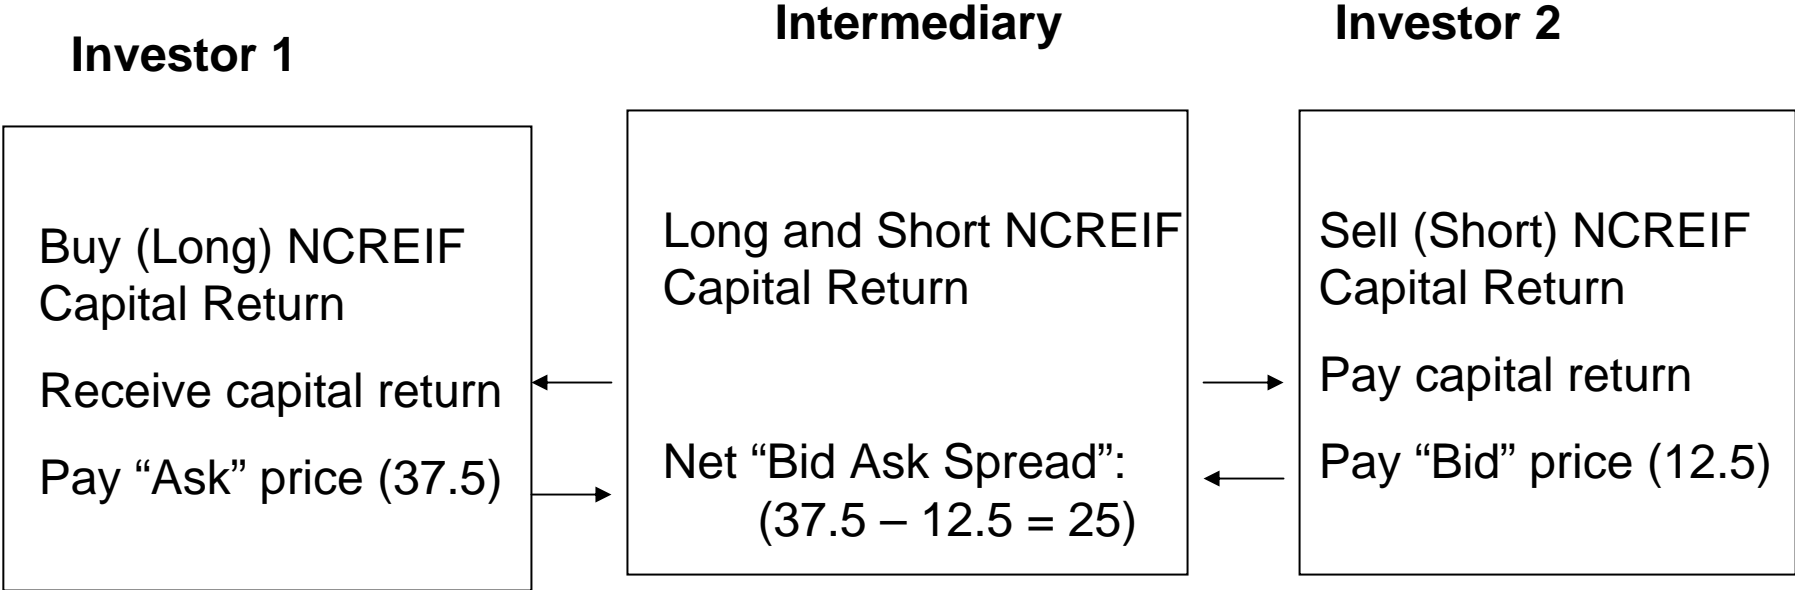 Investor 1
Buy (Long) NCREIF
Capital Return
Receive capital return
Pay “Ask” price (37.5)
Intermediary
Long and Short NCREIF
Capital Return
Net “Bid Ask Spread”:
(37.5 – 12.5 = 25)
Investor 2
Sell (Short) NCREIF
Capital Return
Pay capital return
Pay “Bid” price (12.5)